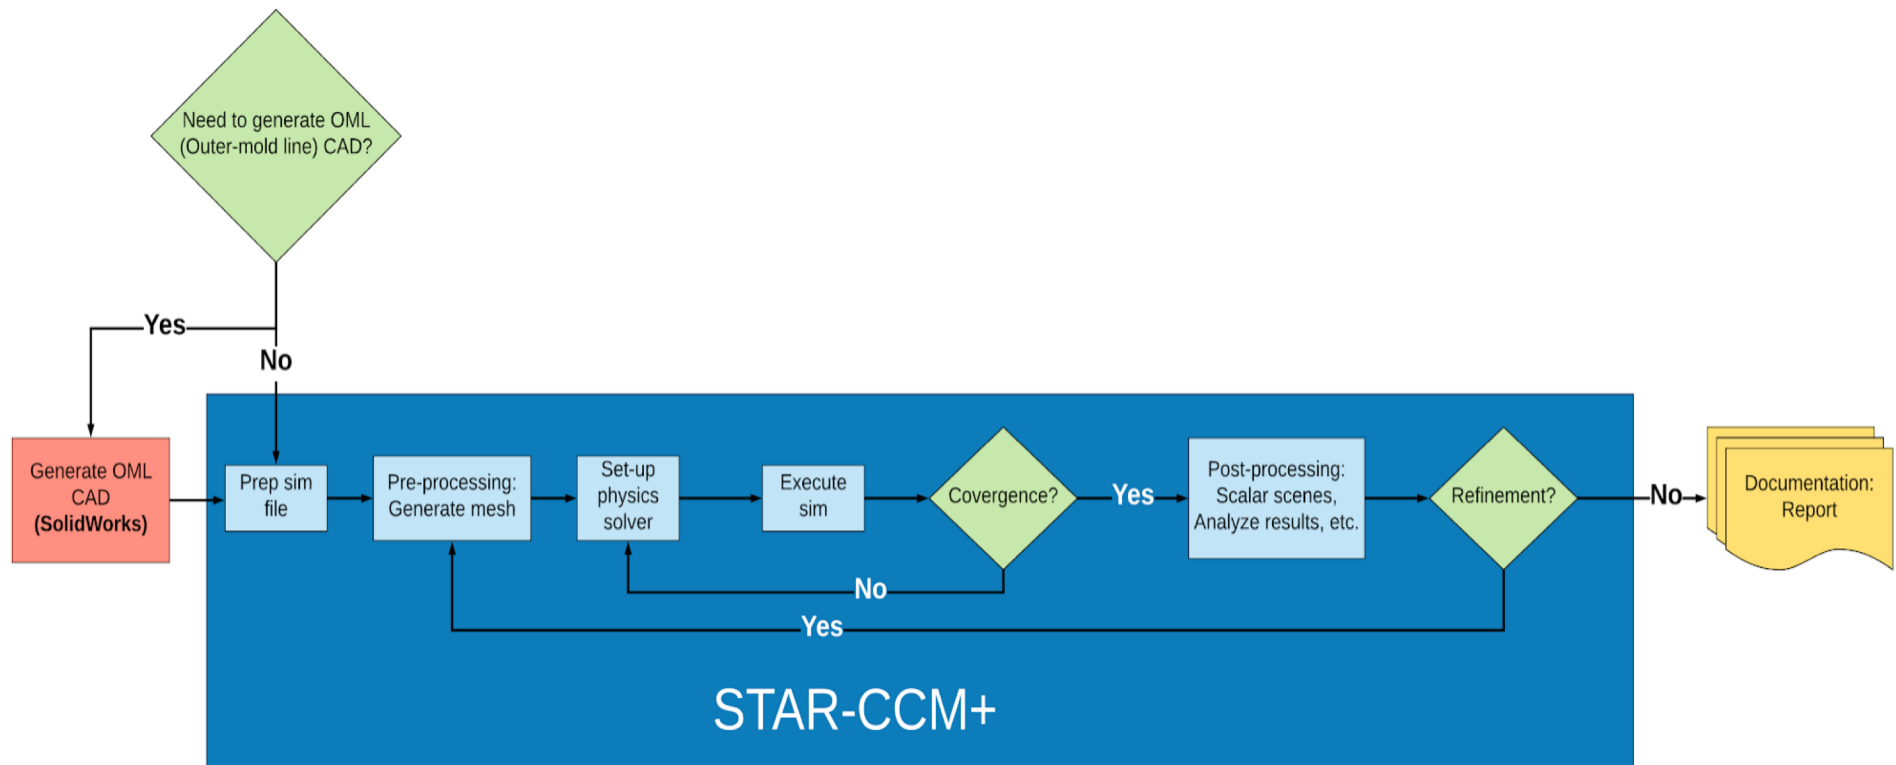 Need to generate OML
(Outer-mold line) CAD?
Yes
No
Generate OML
CAD
(SolidWorks)
Prep sim
file
Pre-processing:
Generate mesh
Set-up
physics
solver
Execute
sim
Covergence?
Yes
Post-processing:
Scalar scenes,
Analyze results, etc.
Refinement?
No
Documentation:
Report
No
Yes
STAR-CCM+